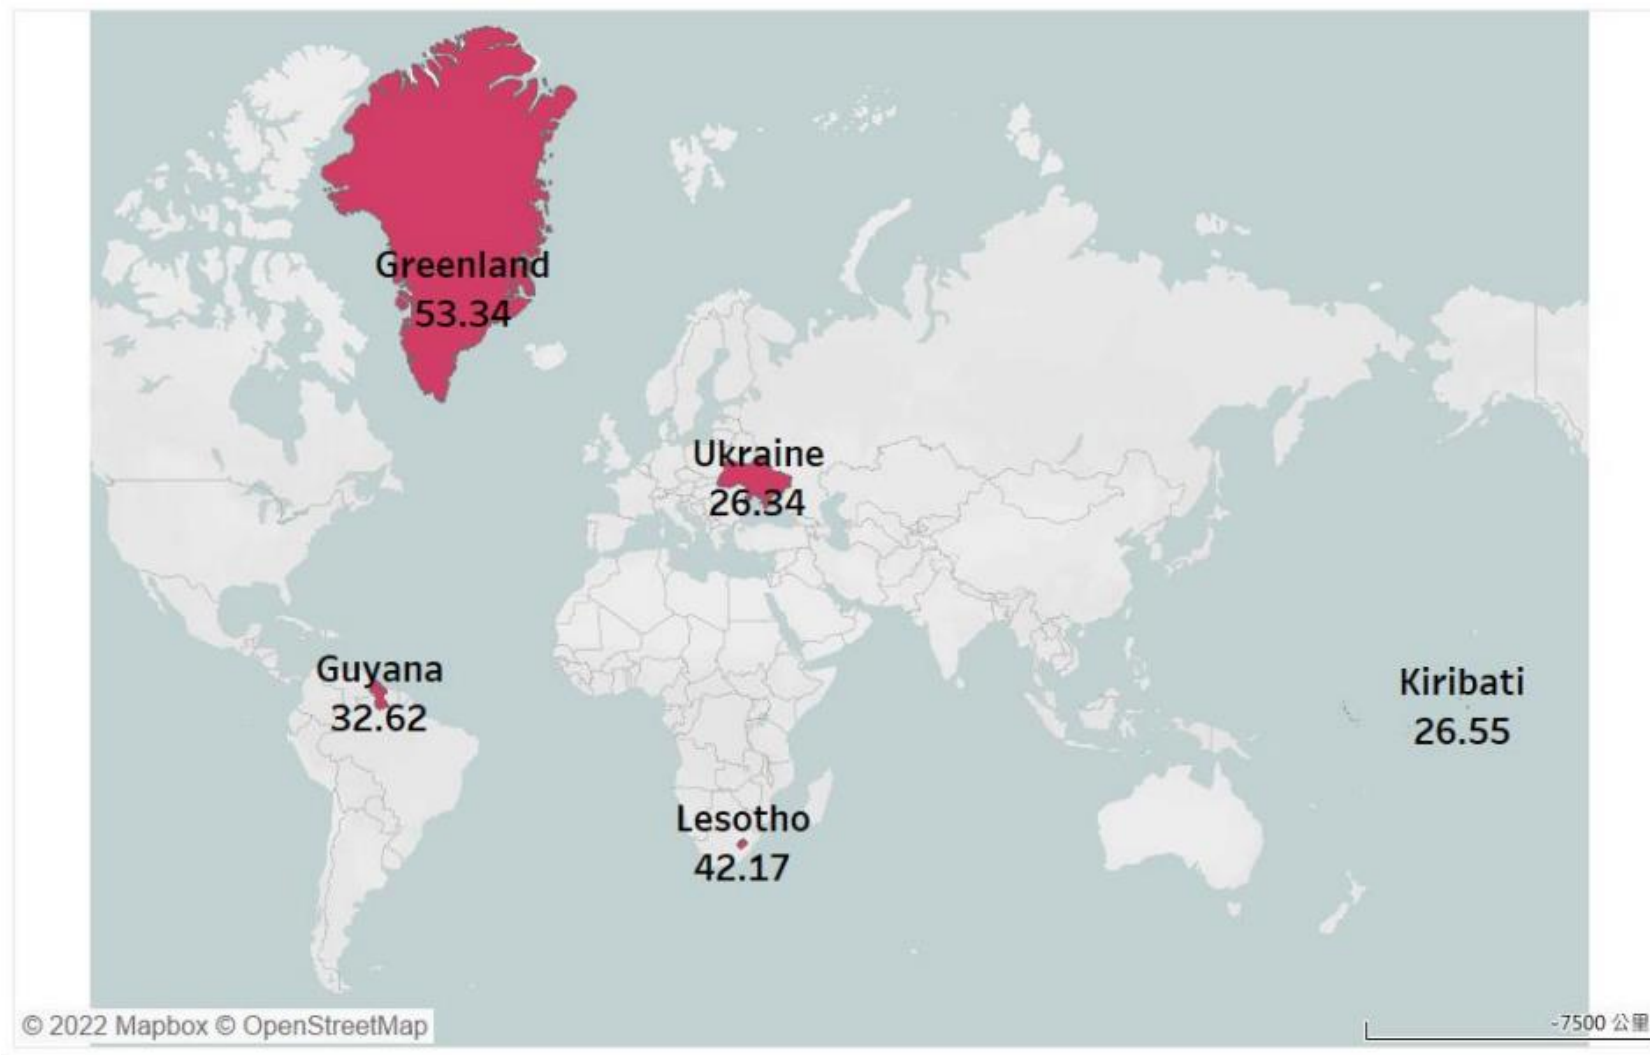 Greenland
53.34
Ukraine
26.34
Guyana
32.62
Kiribati
26.55
Lesotho
42.17
© 2022 Mapbox © OpenStreetMap
~7500 公里